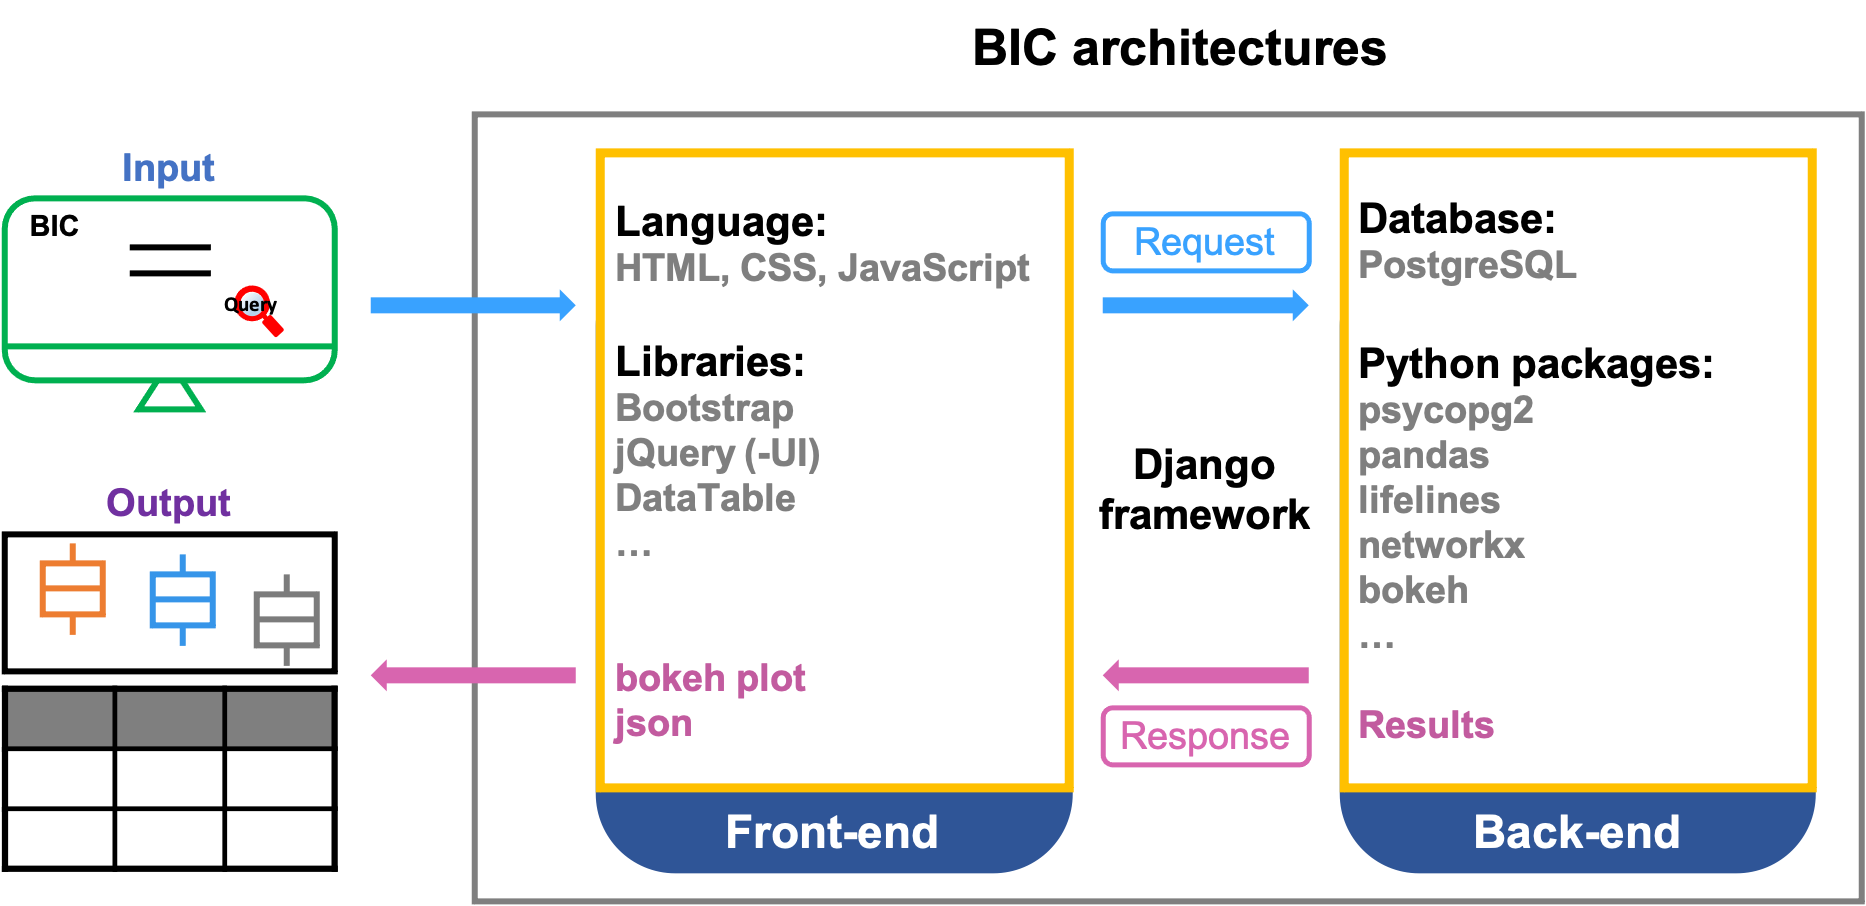 BIC architectures
Input
BIC
Query
Output
Language:
HTML, CSS, JavaScript
Libraries:
Bootstrap
jQuery (-UI)
DataTable
...
bokeh plot
json
Front-end
Request
Django
framework
Response
Database:
PostgreSQL
Python packages:
psycopg2
pandas
lifelines
networkx
bokeh
...
Results
Back-end